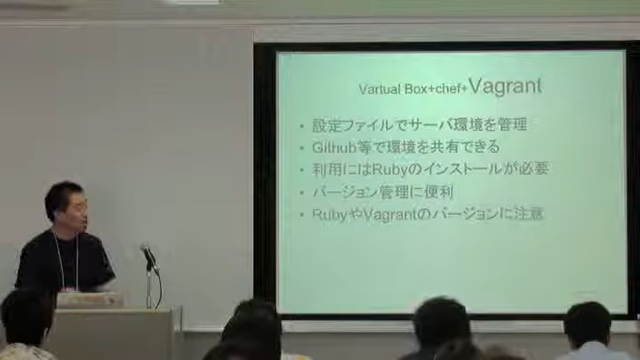 Vartual Box+chef+Vagrant
• 設定ファイルでサーバ環境を管理
• Github等で環境を共有できる
• 利用にはRubyのインストールが必要
• バージョン管理に便利
• RubyやVagrantのバージョンに注意